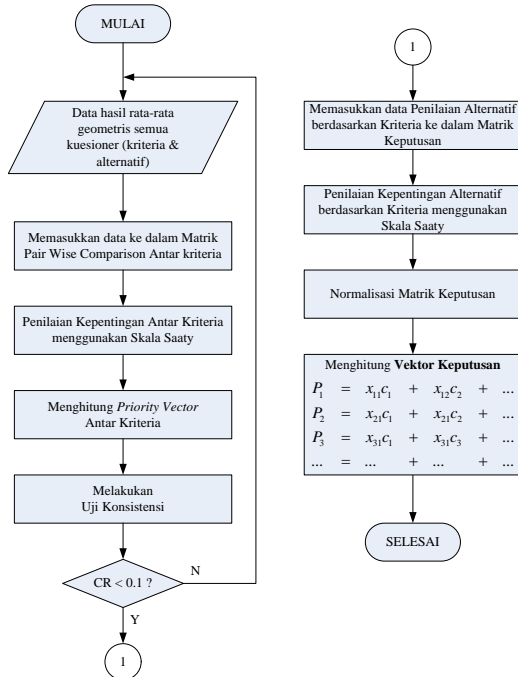 MULAI
Data hasil rata-rata
geometris semua
kuesioner (kriteria &
alternatif)
Memasukkan data ke dalam Matrik
Pair Wise Comparison Antar kriteria
Penilaian Kepentingan Antar Kriteria
menggunakan Skala Saaty
Menghitung Priority Vector
Antar Kriteria
Melakukan
Uji Konsistensi
CR < 0.1 ?
N
Y
1
1
Memasukkan data Penilaian Alternatif
berdasarkan Kriteria ke dalam Matrik
Keputusan
Penilaian Kepentingan Alternatif
berdasarkan Kriteria menggunakan
Skala Saaty
Normalisasi Matrik Keputusan
Menghitung Vektor Keputusan
P₁ = x₁₁c₁ + x₁₂c₂ + ...
P₂ = x₂₁c₁ + x₂₁c₂ + ...
P₃ = x₃₁c₁ + x₃₁c₃ + ...
... = ... + ... + ...
SELESAI